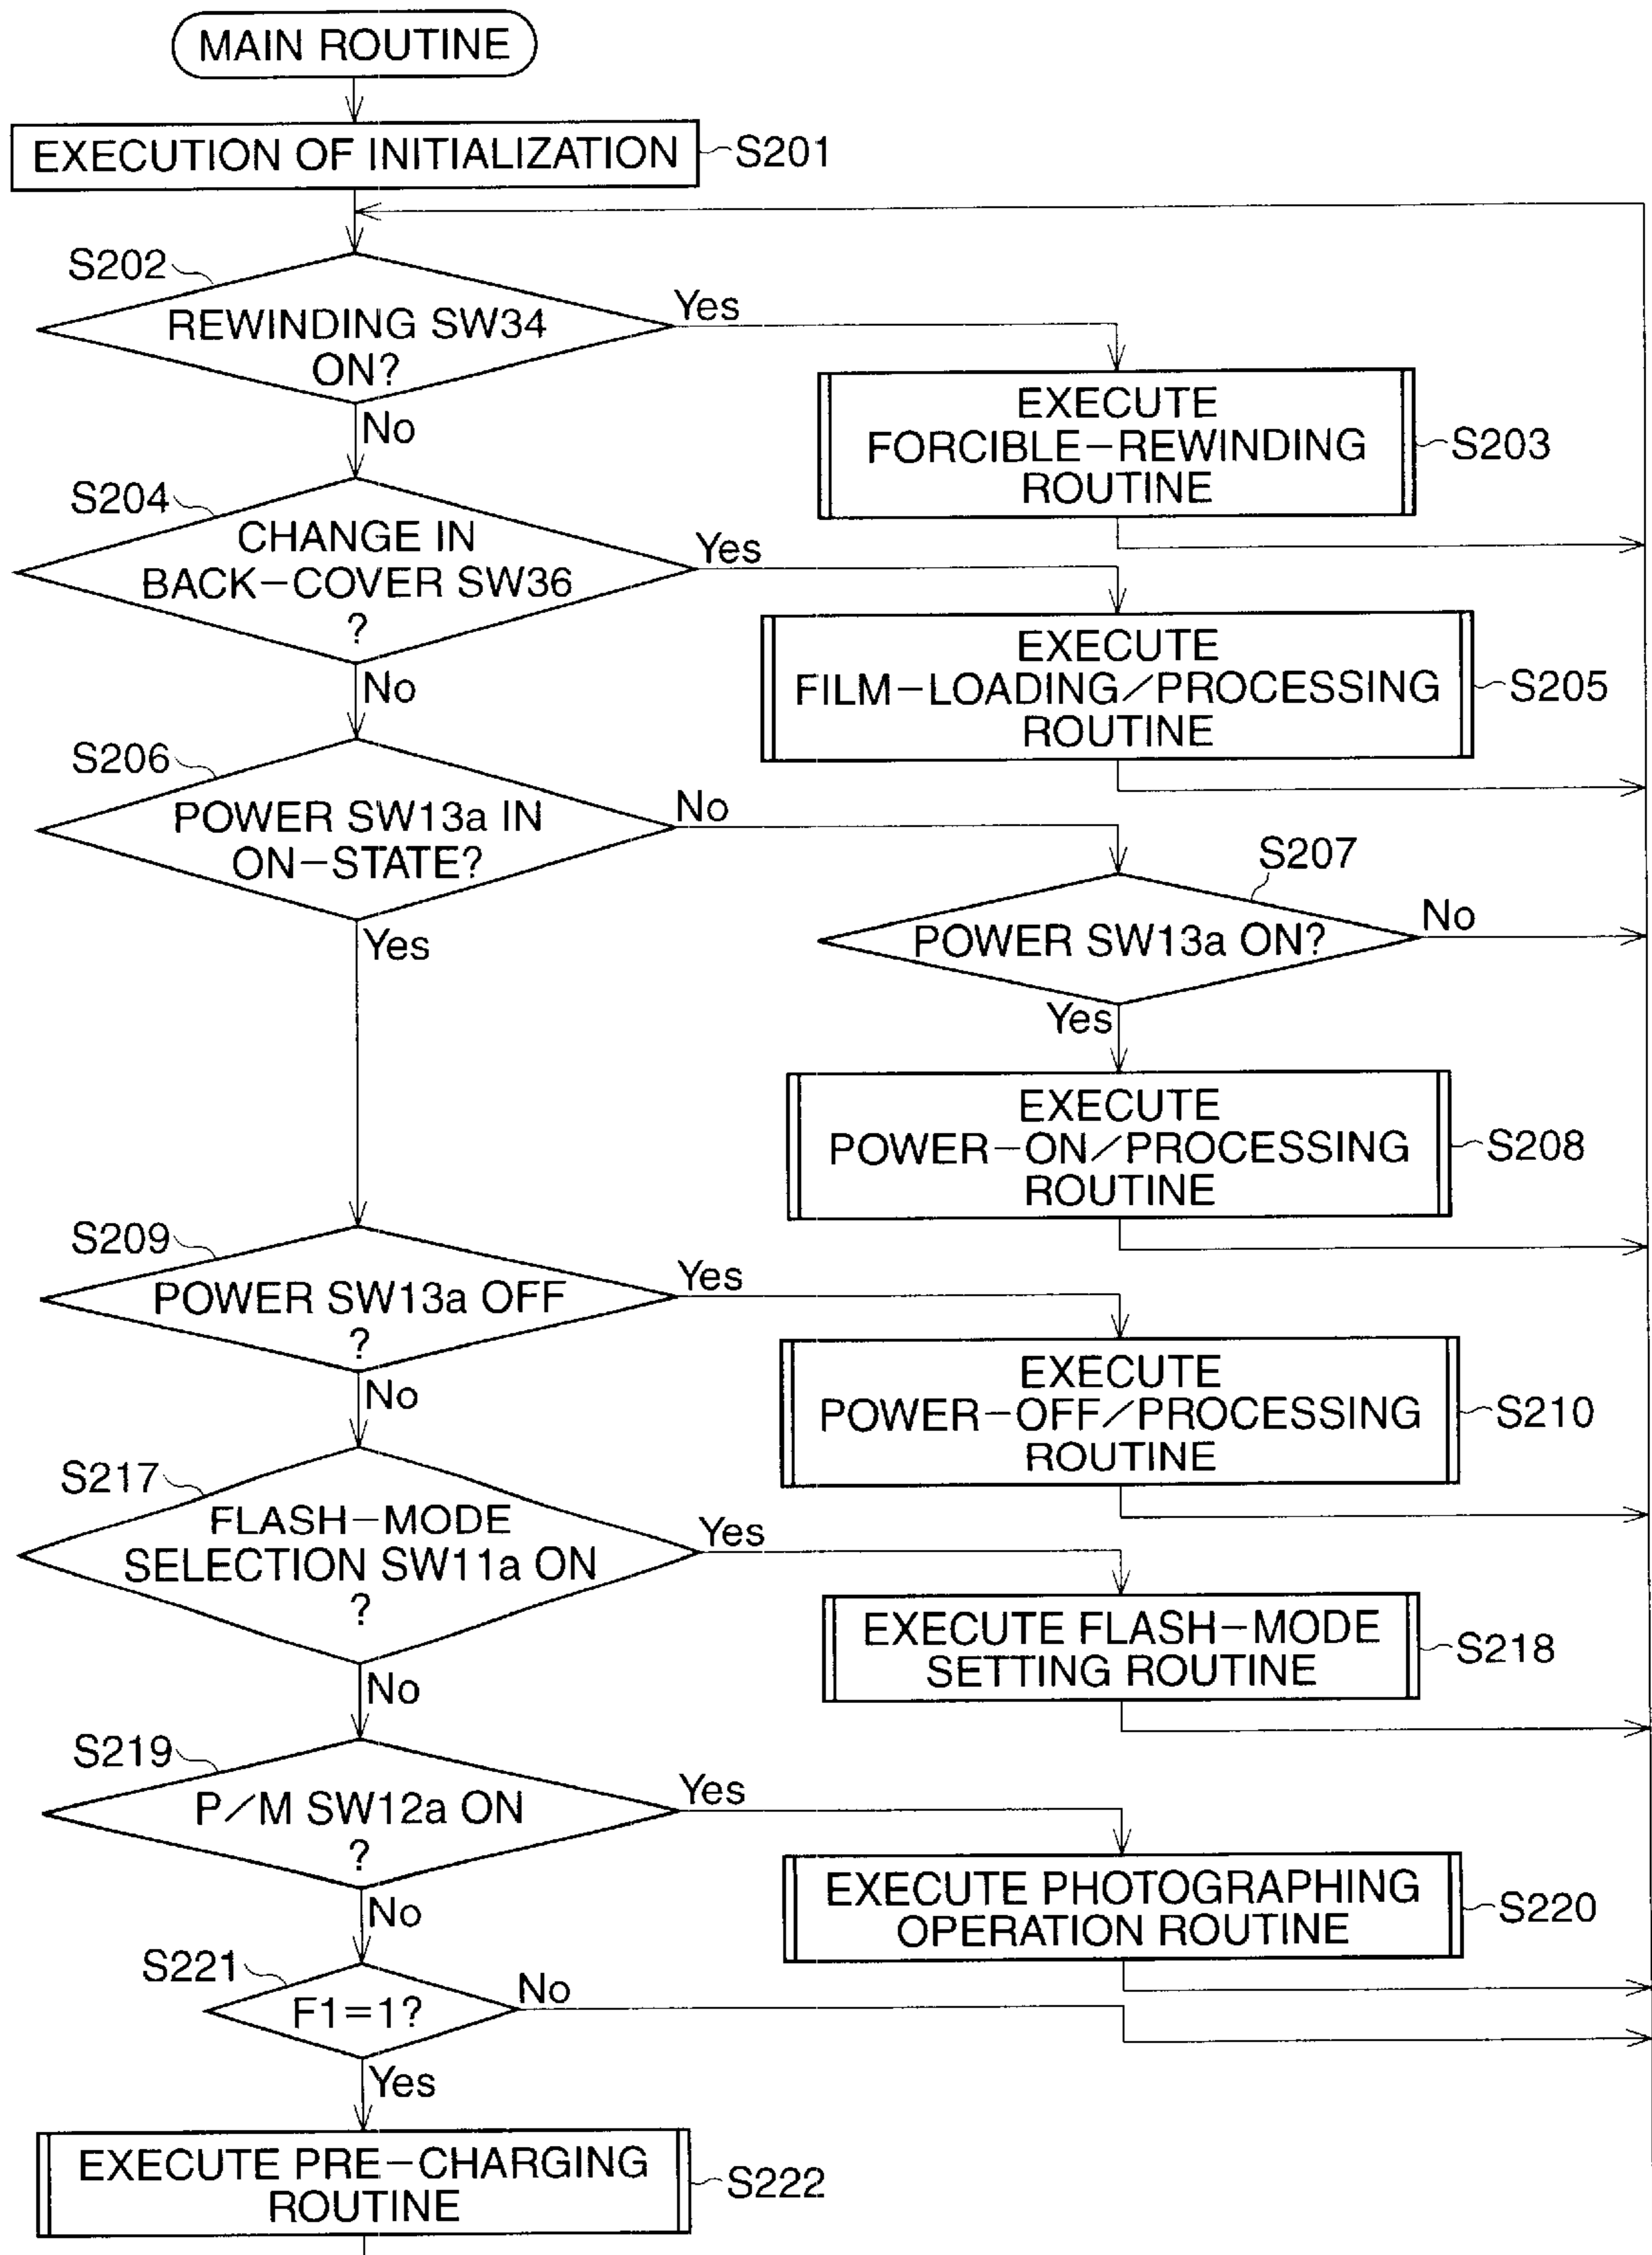 MAIN ROUTINE
EXECUTION OF INITIALIZATION
S201
S202
REWINDING SW34
ON?
Yes
No
EXECUTE
FORCIBLE-REWINDING
ROUTINE
S203
S204
CHANGE IN
BACK-COVER SW36
?
Yes
No
EXECUTE
FILM-LOADING/PROCESSING
ROUTINE
S205
S206
POWER SW13a IN
ON-STATE?
No
Yes
S207
POWER SW13a ON?
No
Yes
EXECUTE
POWER-ON/PROCESSING
ROUTINE
S208
S209
POWER SW13a OFF
?
Yes
No
EXECUTE
POWER-OFF/PROCESSING
ROUTINE
S210
S217
FLASH-MODE
SELECTION SW11a ON
?
Yes
No
EXECUTE FLASH-MODE
SETTING ROUTINE
S218
S219
P/M SW12a ON
?
Yes
No
EXECUTE PHOTOGRAPHING
OPERATION ROUTINE
S220
S221
F1=1?
No
Yes
EXECUTE PRE-CHARGING
ROUTINE
S222